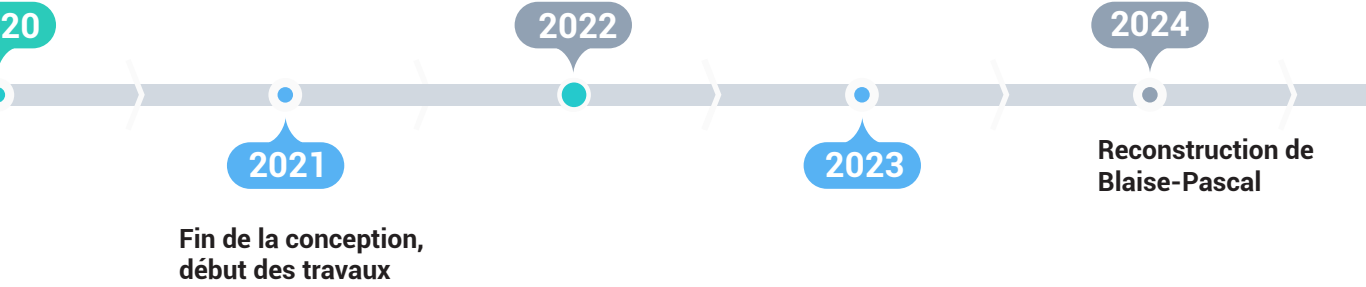 20
2022
2024
2021
2023
Reconstruction de
Blaise-Pascal
Fin de la conception,
début des travaux